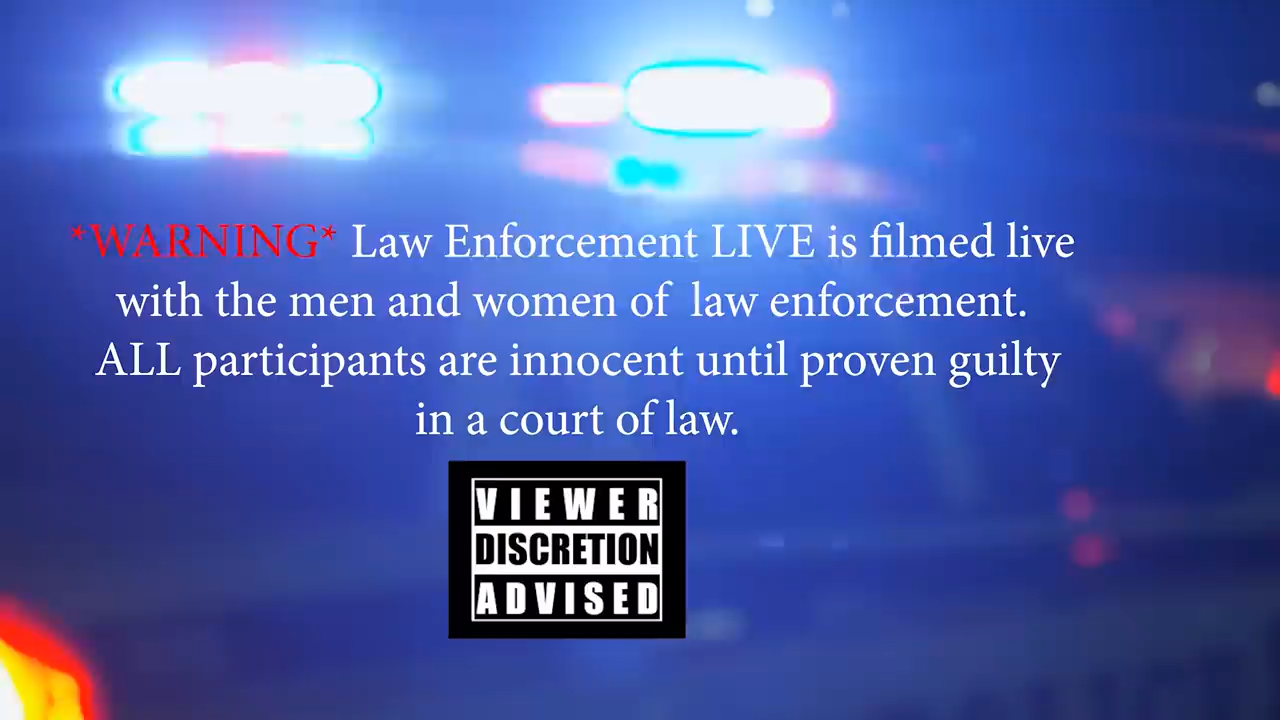 *WARNING* Law Enforcement LIVE is filmed live
with the men and women of  law enforcement.
ALL participants are innocent until proven guilty
in a court of law.
VIEWER
DISCRETION
ADVISED